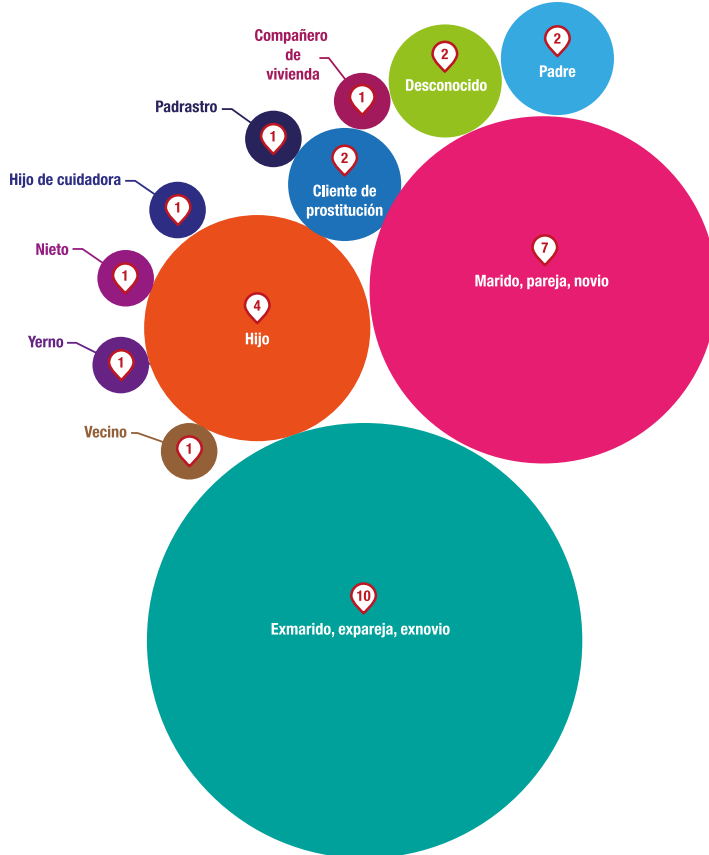 2
Padre
Compañero
de
vivienda
1
2
Desconocido
Padrastro
1
2
Cliente de
prostitución
Hijo de cuidadora
1
7
Marido, pareja, novio
Nieto
1
4
Hijo
Yerno
1
Vecino
1
10
Exmarido, expareja, exnovio